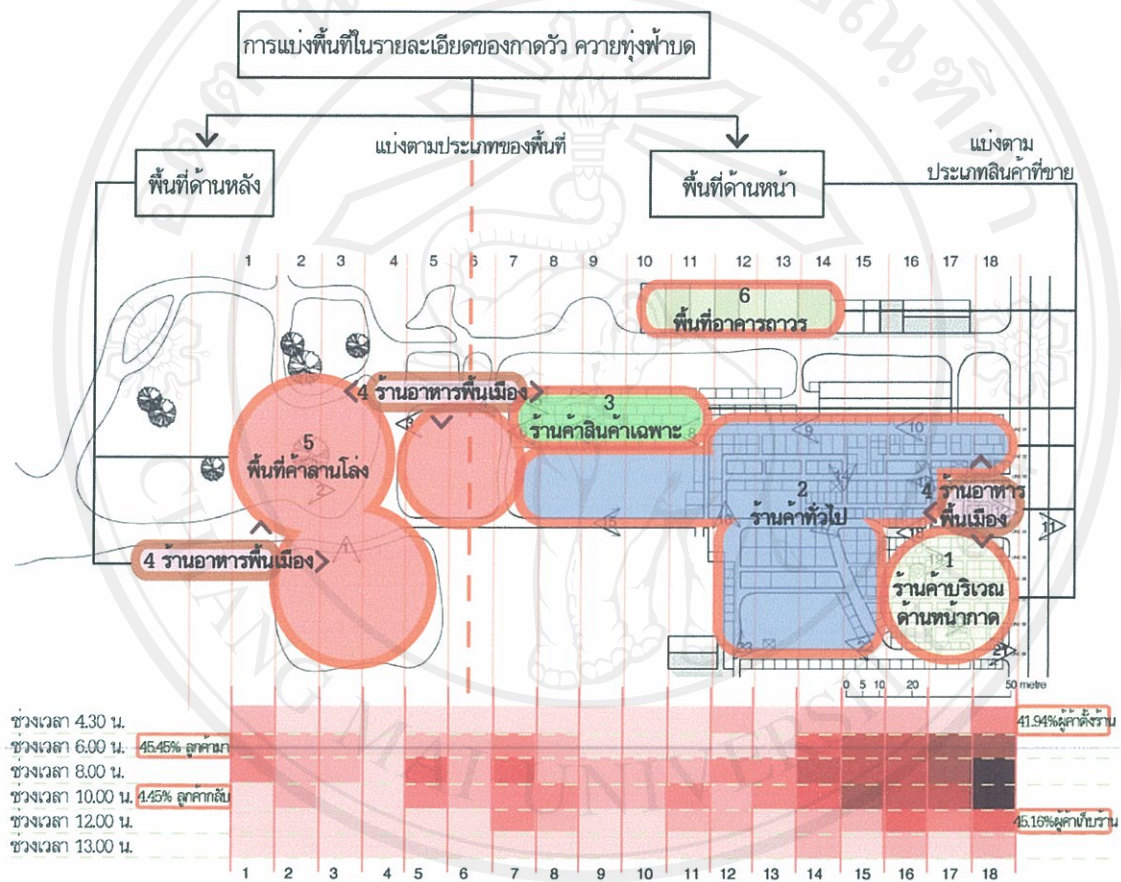 การแบ่งพื้นที่ในรายละเอียดของกาดวัว ควายทุ่งฟ้าบด
แบ่งตามประเภทของพื้นที่
แบ่งตาม
ประเภทสินค้าที่ขาย
พื้นที่ด้านหลัง
พื้นที่ด้านหน้า
1 2 3 4 5 6 7 8 9 10 11 12 13 14 15 16 17 18
6
พื้นที่อาคารถาวร
4 ร้านอาหารพื้นเมือง
3
ร้านค้าสินค้าเฉพาะ
5
พื้นที่ค้าลานโล่ง
2
ร้านค้าทั่วไป
4 ร้านอาหาร
พื้นเมือง
4 ร้านอาหารพื้นเมือง
1
ร้านค้าบริเวณ
ด้านหน้ากาด
0 5 10 20 50 metre
ช่วงเวลา 4.30 น. 41.94%ผู้ค้าตั้งร้าน
ช่วงเวลา 6.00 น. 45.45% ลูกค้ามา
ช่วงเวลา 8.00 น.
ช่วงเวลา 10.00 น. 4.45% ลูกค้ากลับ
ช่วงเวลา 12.00 น. 45.16%ผู้ค้าเก็บร้าน
ช่วงเวลา 13.00 น.
1 2 3 4 5 6 7 8 9 10 11 12 13 14 15 16 17 18
CHIANG MAI UNIVERSITY